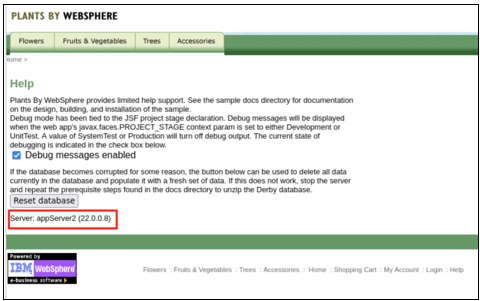 PLANTS BY WEBSPHERE
Flowers Fruits & Vegetables Trees Accessories
Home >
Help
Plants By WebSphere provides limited help support. See the sample docs directory for documentation
on the design, building, and installation of the sample.
Debug mode has been tied to the JSF project stage declaration. Debug messages will be displayed
when the web app's javax.faces.PROJECT_STAGE context param is set to either Development or
UnitTest. A value of SystemTest or Production will turn off debug output. The current state of
debugging is indicated in the check box below.
Debug messages enabled
If the database becomes corrupted for some reason, the button below can be used to delete all data
currently in the database and populate it with a fresh set of data. If this does not work, stop the server
and repeat the prerequisite steps found in the docs directory to unzip the Derby database.
Reset database
Server: appServer2 (22.0.0.8)
Powered by
IBM WebSphere
e-business software
Flowers : Fruits & Vegetables : Trees : Accessories : Home : Shopping Cart : My Account : Login : Help